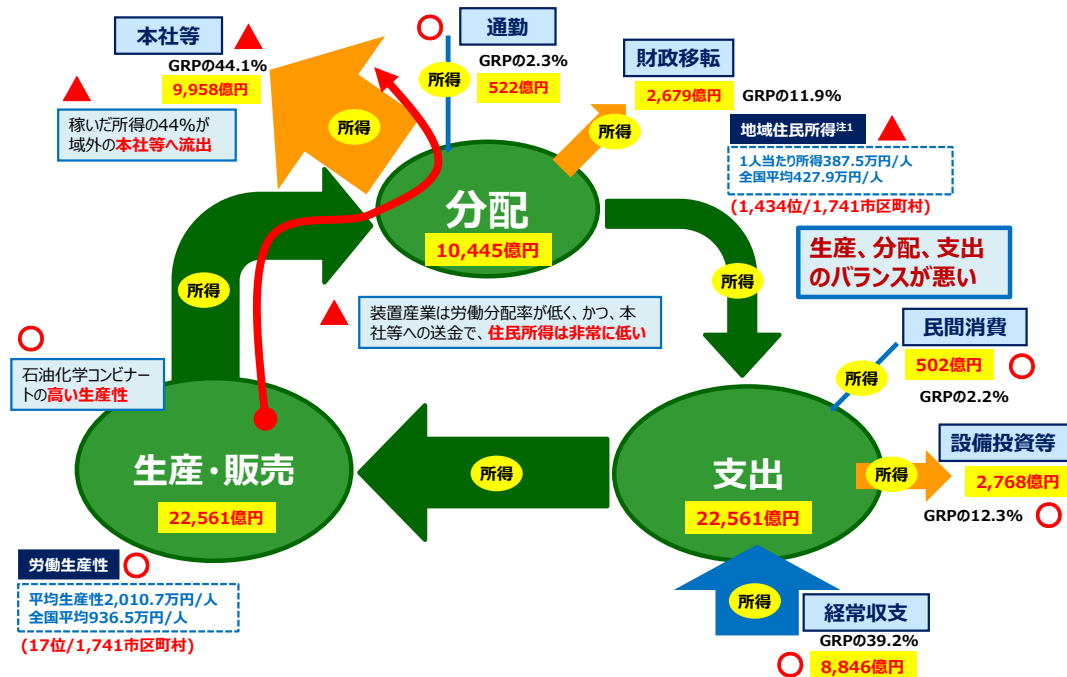 本社等
GRPの44.1%
9,958億円
稼いだ所得の44%が
域外の本社等へ流出
所得
通勤
GRPの2.3%
522億円
所得
財政移転
2,679億円
GRPの11.9%
所得
地域住民所得注1
1人当たり所得387.5万円/人
全国平均427.9万円/人
(1,434位/1,741市区町村)
分配
10,445億円
生産、分配、支出
のバランスが悪い
所得
所得
装置産業は労働分配率が低く、かつ、本
社等への送金で、住民所得は非常に低い
石油化学コンビナー
トの高い生産性
民間消費
502億円
GRPの2.2%
所得
設備投資等
2,768億円
GRPの12.3%
所得
生産・販売
22,561億円
所得
支出
22,561億円
労働生産性
平均生産性2,010.7万円/人
全国平均936.5万円/人
(17位/1,741市区町村)
所得
経常収支
GRPの39.2%
8,846億円